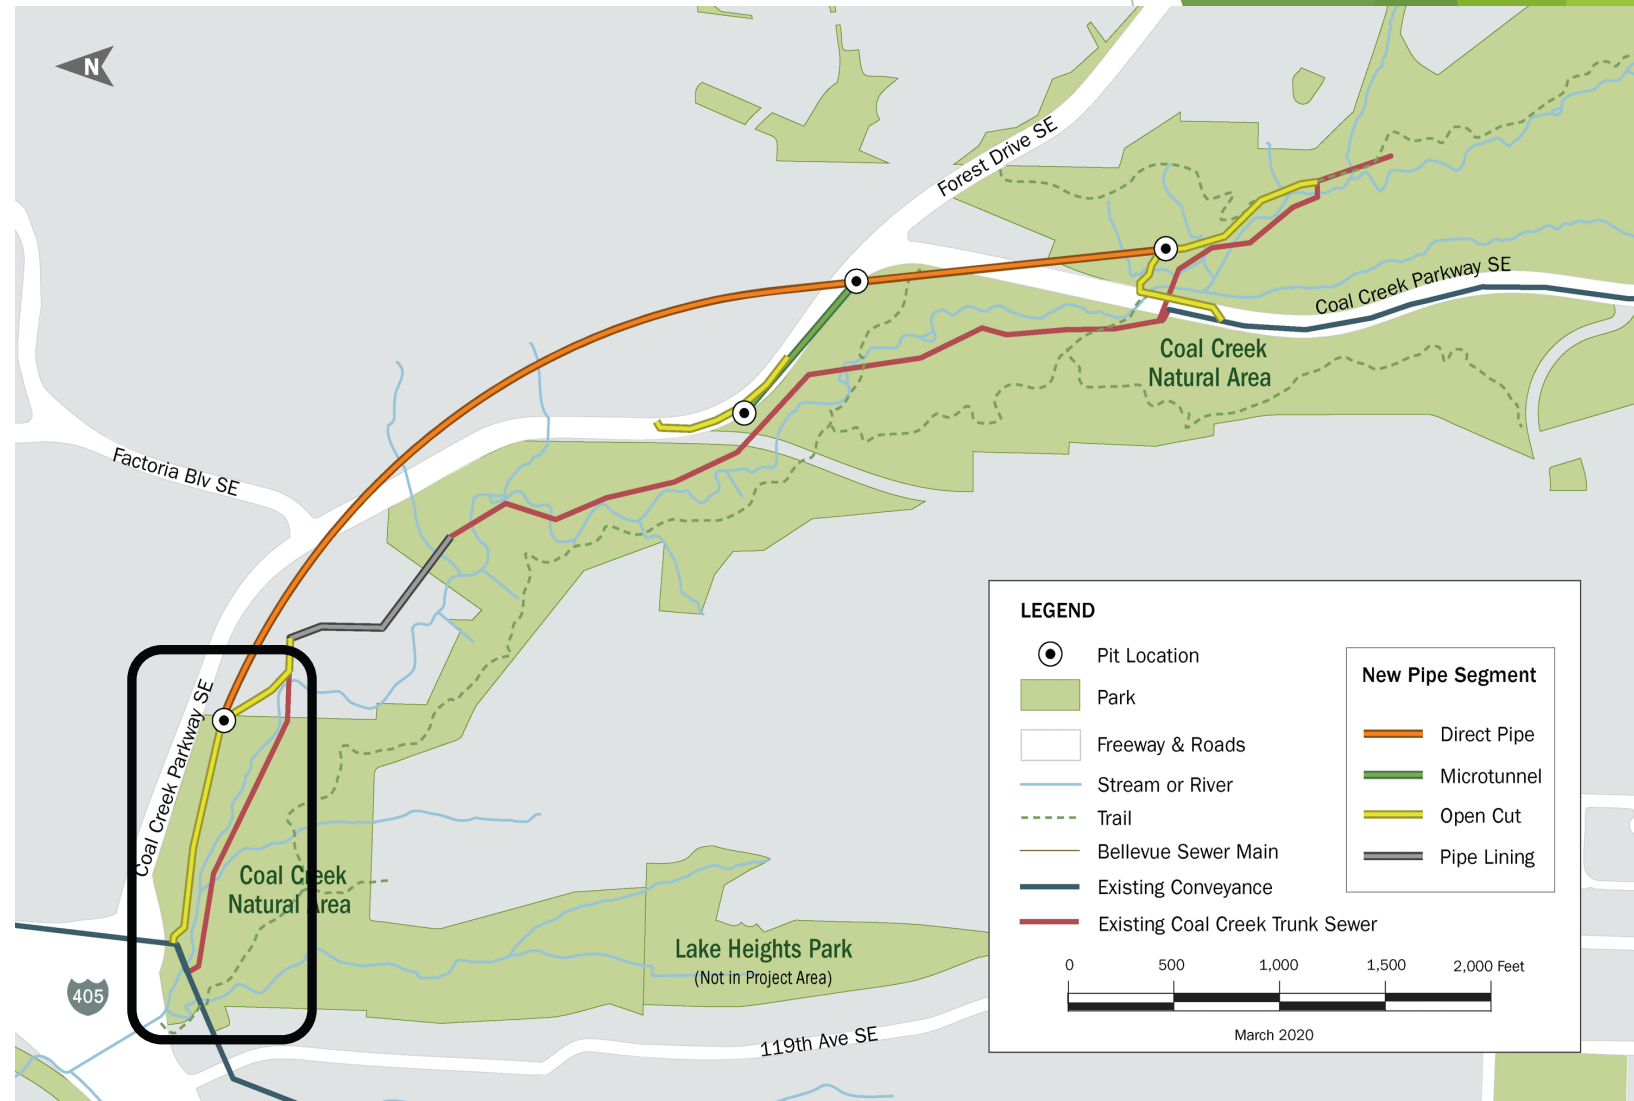 N
Forest Drive SE
Coal Creek Parkway SE
Coal Creek
Natural Area
Factoria Blv SE
Coal Creek Parkway SE
Coal Creek
Natural Area
Lake Heights Park
(Not in Project Area)
405
119th Ave SE
LEGEND
Pit Location
Park
Freeway & Roads
Stream or River
Trail
Bellevue Sewer Main
Existing Conveyance
Existing Coal Creek Trunk Sewer
New Pipe Segment
Direct Pipe
Microtunnel
Open Cut
Pipe Lining
0 500 1,000 1,500 2,000 Feet
March 2020